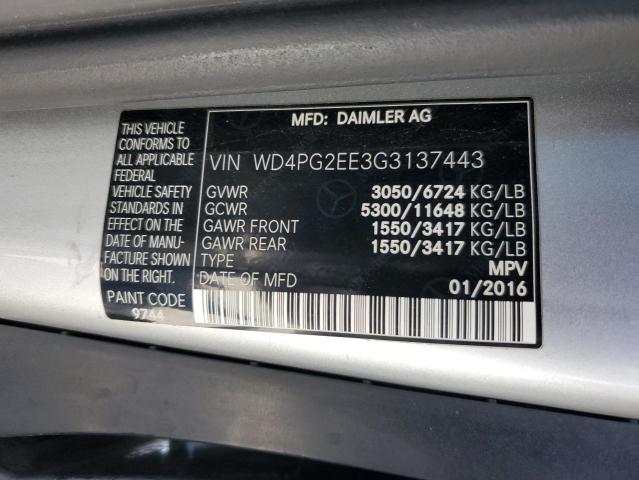 MFD: DAIMLER AG
THIS VEHICLE
CONFORMS TO
ALL APPLICABLE
FEDERAL
VEHICLE SAFETY
STANDARDS IN
EFFECT ON THE
DATE OF MANU-
FACTURE SHOWN
ON THE RIGHT.
PAINT CODE
9744
VIN WD4PG2EE3G3137443
GVWR 3050/6724 KG/LB
GCWR 5300/11648 KG/LB
GAWR FRONT 1550/3417 KG/LB
GAWR REAR 1550/3417 KG/LB
TYPE MPV
DATE OF MFD 01/2016